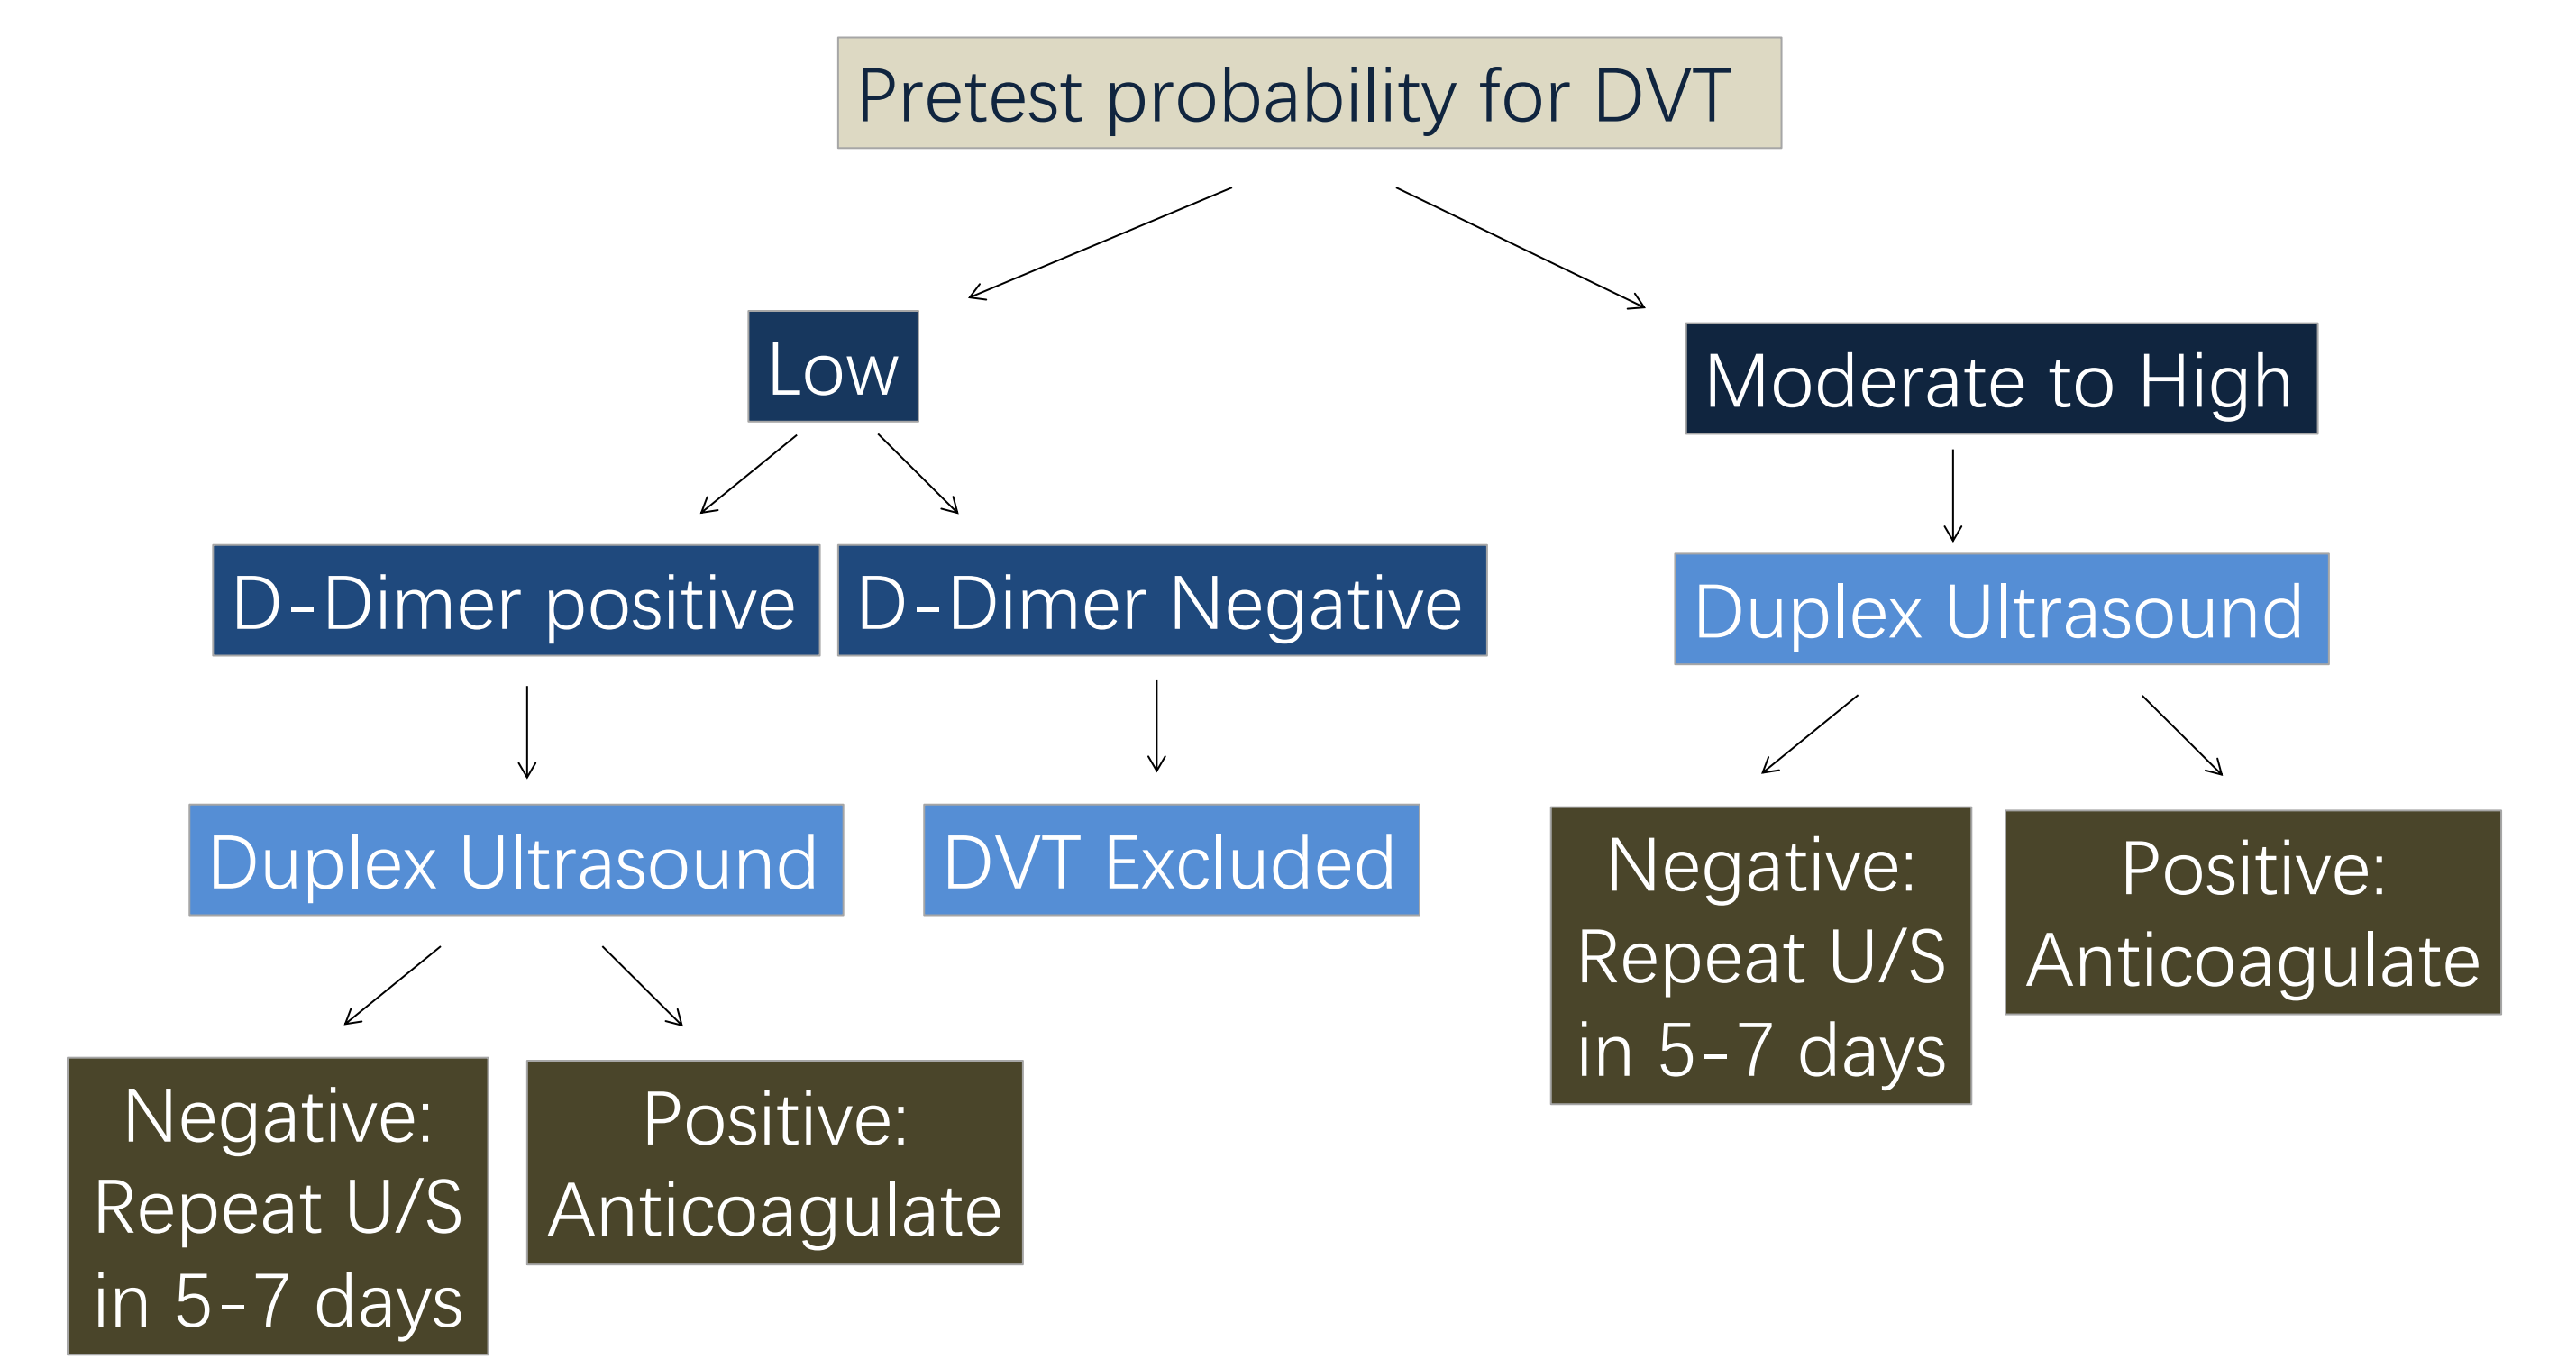 Pretest probability for DVT
Low
Moderate to High
D-Dimer positive
D-Dimer Negative
Duplex Ultrasound
Duplex Ultrasound
DVT Excluded
Negative:
Repeat U/S
in 5-7 days
Positive:
Anticoagulate
Negative:
Repeat U/S
in 5-7 days
Positive:
Anticoagulate